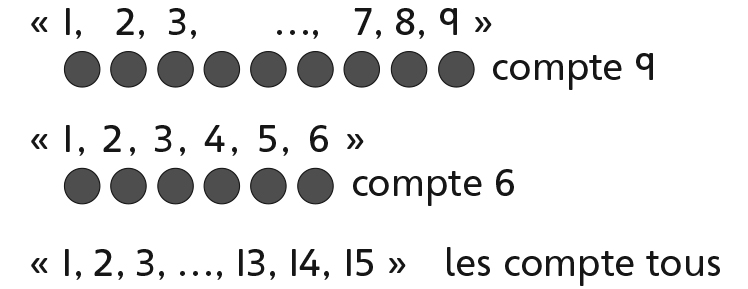 « 1, 2, 3, ..., 7, 8, 9 »
compte 9
« 1, 2, 3, 4, 5, 6 »
compte 6
« 1, 2, 3, ..., 13, 14, 15 » les compte tous